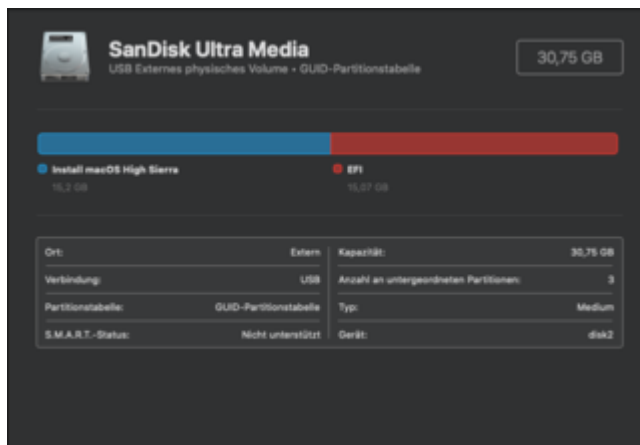 SanDisk Ultra Media
USB Externes physisches Volume • GUID-Partitionstabelle
30,75 GB
Install macOS High Sierra
15,2 GB
EFI
15,07 GB
Ort: Extern
Kapazität: 30,75 GB
Verbindung: USB
Anzahl an untergeordneten Partitionen: 3
Partitionstabelle: GUID-Partitionstabelle
Typ: Medium
S.M.A.R.T.-Status: Nicht unterstützt
Gerät: disk2